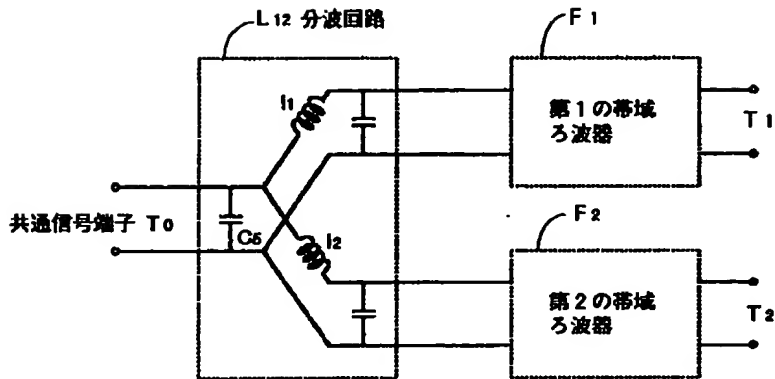 L12 分波回路
F1
l1
第1の帯域
ろ波器
T1
共通信号端子 T0
C5
l2
F2
第2の帯域
ろ波器
T2